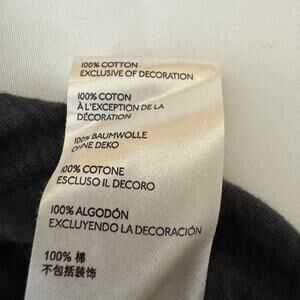 100% COTTON
EXCLUSIVE OF DECORATION
100% COTON
À L'EXCEPTION DE LA
DÉCORATION
100% BAUMWOLLE
OHNE DEKO
100% COTONE
ESCLUSO IL DECORO
100% ALGODÓN
EXCLUYENDO LA DECORACIÓN
100% 棉
不包括装饰